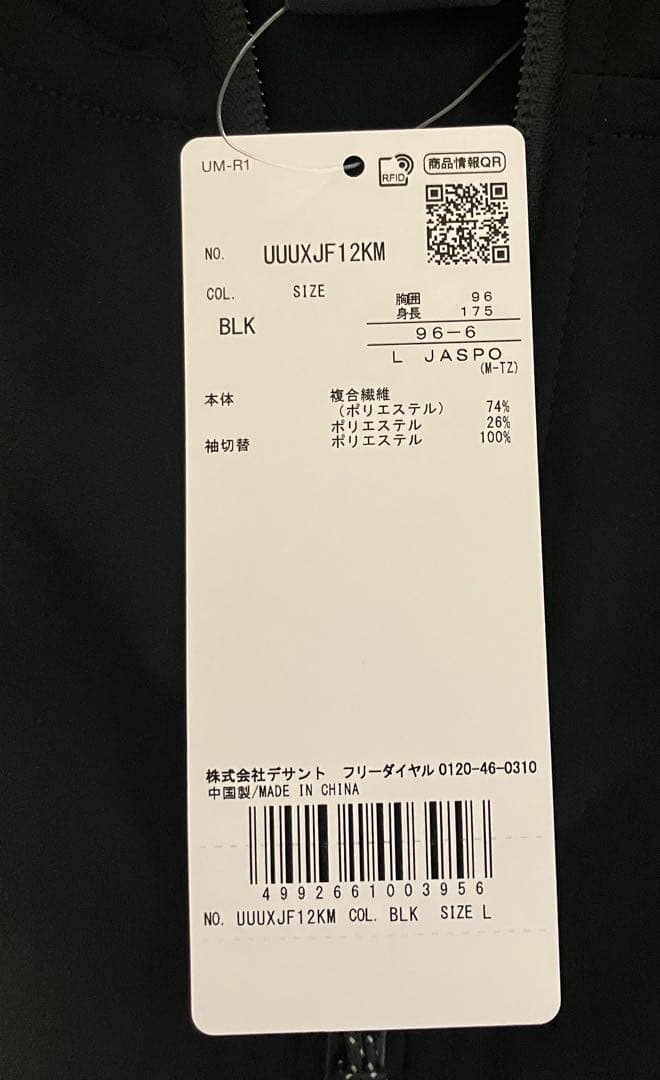 UM-R1
RFID
商品情報QR
NO. UUUXJF12KM
COL. SIZE
BLK
胸囲 96
身長 175
96-6
L JASPO
(M-TZ)
本体 複合繊維
(ポリエステル) 74%
ポリエステル 26%
袖切替 ポリエステル 100%
株式会社デサント フリーダイヤル 0120-46-0310
中国製/MADE IN CHINA
4992661003956
NO. UUUXJF12KM COL. BLK SIZE L